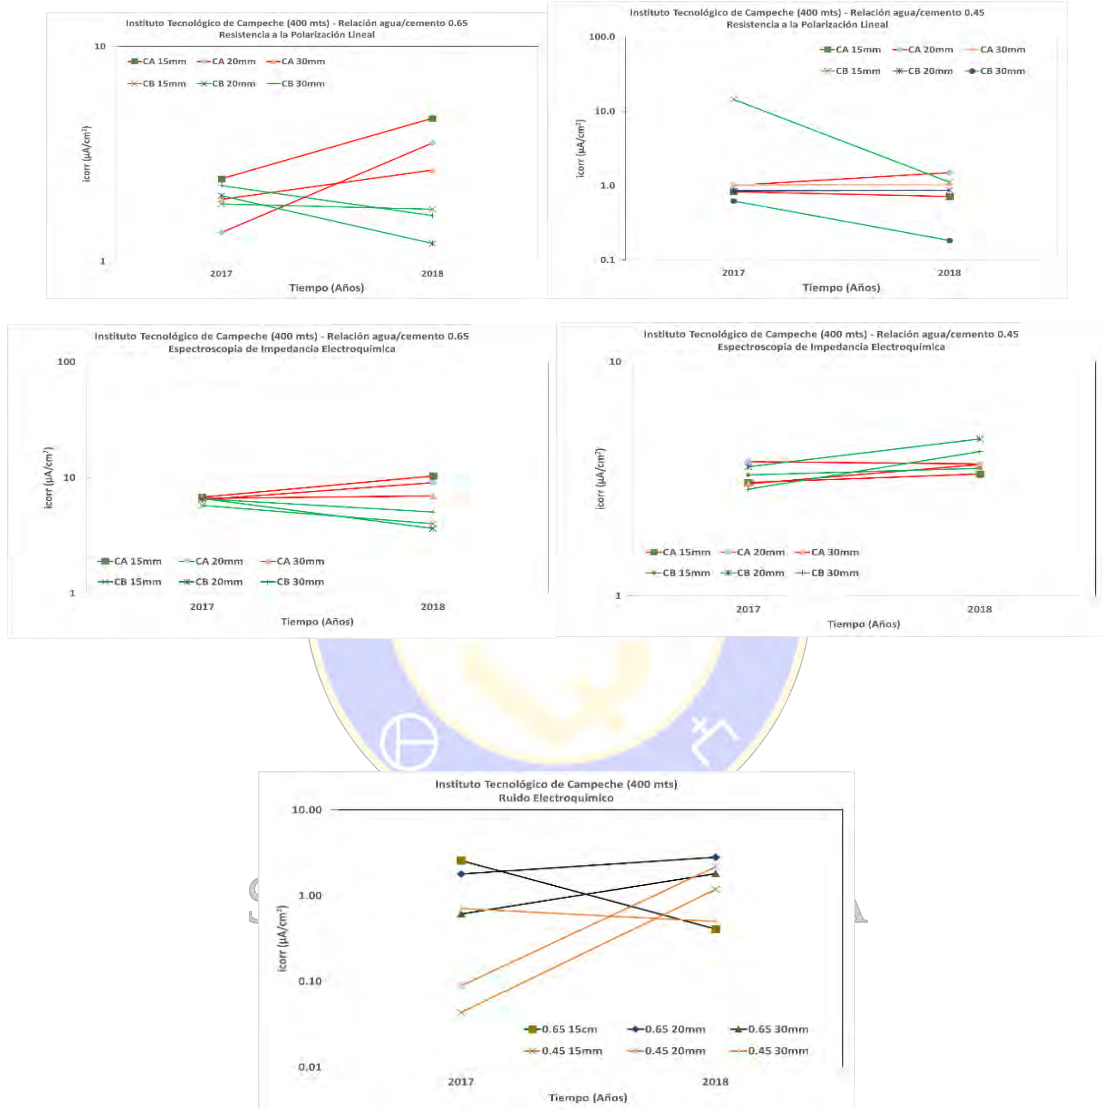 Instituto Tecnológico de Campeche (400 mts) - Relación agua/cemento 0.65
Resistencia a la Polarización Lineal
10
CA 15mm CA 20mm CA 30mm
CB 15mm CB 20mm CB 30mm
icorr (µA/cm²)
1
2017 2018
Tiempo (Años)
Instituto Tecnológico de Campeche (400 mts) - Relación agua/cemento 0.45
Resistencia a la Polarización Lineal
100.0
CA 15mm CA 20mm CA 30mm
CB 15mm CB 20mm CB 30mm
10.0
icorr (µA/cm²)
1.0
0.1
2017 2018
Tiempo (Años)
Instituto Tecnológico de Campeche (400 mts) - Relación agua/cemento 0.65
Espectroscopia de Impedancia Electroquímica
100
icorr (µA/cm²)
10
CA 15mm CA 20mm CA 30mm
CB 15mm CB 20mm CB 30mm
1
2017 2018
Tiempo (Años)
Instituto Tecnológico de Campeche (400 mts) - Relación agua/cemento 0.45
Espectroscopia de Impedancia Electroquímica
10
icorr (µA/cm²)
CA 15mm CA 20mm CA 30mm
CB 15mm CB 20mm CB 30mm
1
2017 2018
Tiempo (Años)
Instituto Tecnológico de Campeche (400 mts)
Ruido Electroquímico
10.00
1.00
icorr (µA/cm²)
0.10
0.65 15cm 0.65 20mm 0.65 30mm
0.45 15mm 0.45 20mm 0.45 30mm
0.01
2017 2018
Tiempo (Años)